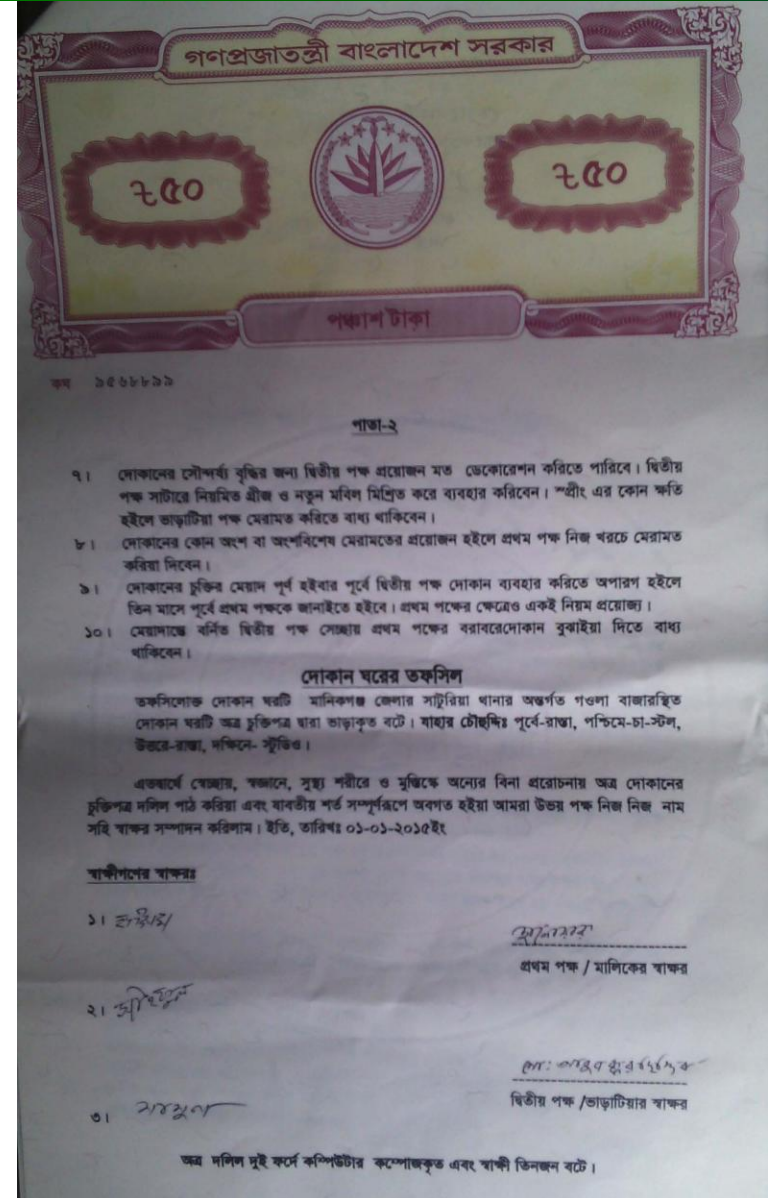 গণপ্রজাতন্ত্রী বাংলাদেশ সরকার
৳৫০
৳৫০
পঞ্চাশ টাকা
কম ৯৫৬৮৮৯৯
পাতা-২
৭। দোকানের সৌন্দর্য্য বৃদ্ধির জন্য দ্বিতীয় পক্ষ প্রয়োজন মত ডেকোরেশন করিতে পারিবে। দ্বিতীয়
পক্ষ সাটারে নিয়মিত গ্রীজ ও নতুন মবিল মিশ্রিত করে ব্যবহার করিবেন। স্প্রীং এর কোন ক্ষতি
হইলে ভাড়াটিয়া পক্ষ মেরামত করিতে বাধ্য থাকিবেন।
৮। দোকানের কোন অংশ বা অংশবিশেষ মেরামতের প্রয়োজন হইলে প্রথম পক্ষ নিজ খরচে মেরামত
করিয়া দিবেন।
৯। দোকানের চুক্তির মেয়াদ পূর্ণ হইবার পূর্বে দ্বিতীয় পক্ষ দোকান ব্যবহার করিতে অপারগ হইলে
তিন মাসে পূর্বে প্রথম পক্ষকে জানাইতে হইবে। প্রথম পক্ষের ক্ষেত্রেও একই নিয়ম প্রয়োজ্য।
১০। মেয়াদান্তে বর্নিত দ্বিতীয় পক্ষ সেচ্ছায় প্রথম পক্ষের বরাবরেদোকান বুঝাইয়া দিতে বাধ্য
থাকিবেন।
দোকান ঘরের তফসিল
তফসিলোক্ত দোকান ঘরটি মানিকগঞ্জ জেলার সাটুরিয়া থানার অন্তর্গত পওলা বাজারস্থিত
দোকান ঘরটি অত্র চুক্তিপত্র দ্বারা ভাড়াকৃত বটে। যাহার চৌহদ্দিঃ পূর্বে-রাস্তা, পশ্চিমে-চা-স্টল,
উত্তরে-রাস্তা, দক্ষিনে- স্টুডিও।
এতদ্বার্থে স্বেচ্ছায়, স্বজ্ঞানে, সুস্থ্য শরীরে ও অন্যের বিনা প্ররোচনায় অত্র দোকানের
চুক্তিপত্র দলিল পাঠ করিয়া এবং যাবতীয় শর্ত সম্পূর্ণরূপে অবগত হইয়া আমরা উভয় পক্ষ নিজ নিজ নাম
সহি স্বাক্ষর সম্পাদন করিলাম। ইতি, তারিখঃ ০১-০১-২০১৫ইং
স্বাক্ষীগনের স্বাক্ষরঃ
১।
প্রথম পক্ষ / মালিকের স্বাক্ষর
২।
দ্বিতীয় পক্ষ /ভাড়াটিয়ার স্বাক্ষর
৩।
অত্র দলিল দুই ফর্দে কম্পিউটার কম্পোজকৃত এবং স্বাক্ষী তিনজন বটে।